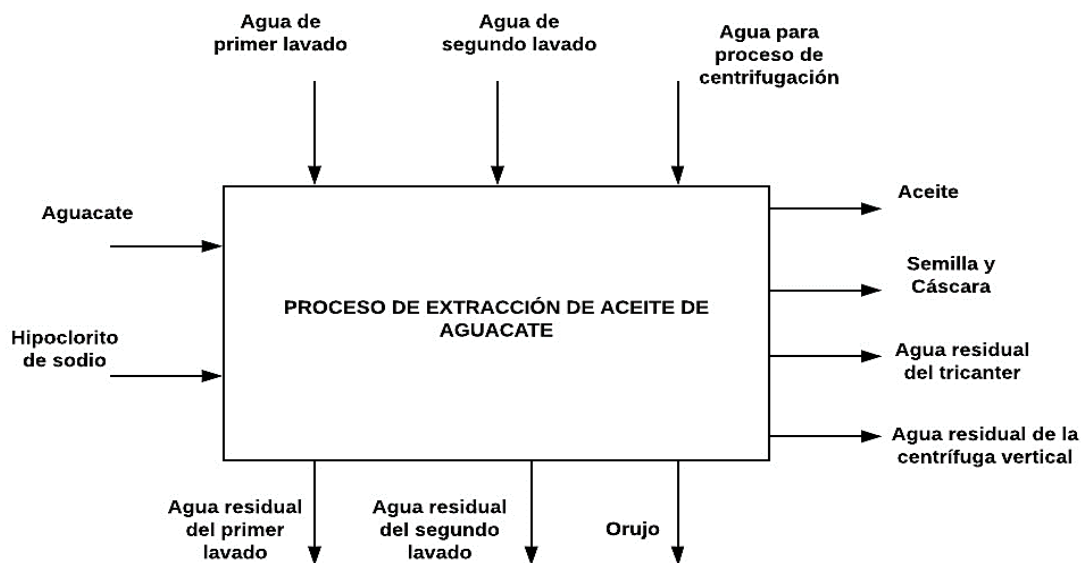 Agua de
primer lavado
Agua de
segundo lavado
Agua para
proceso de
centrifugación
Aguacate
Hipoclorito
de sodio
PROCESO DE EXTRACCIÓN DE ACEITE DE
AGUACATE
Aceite
Semilla y
Cáscara
Agua residual
del tricanter
Agua residual de la
centrífuga vertical
Agua residual
del primer
lavado
Agua residual
del segundo
lavado
Orujo